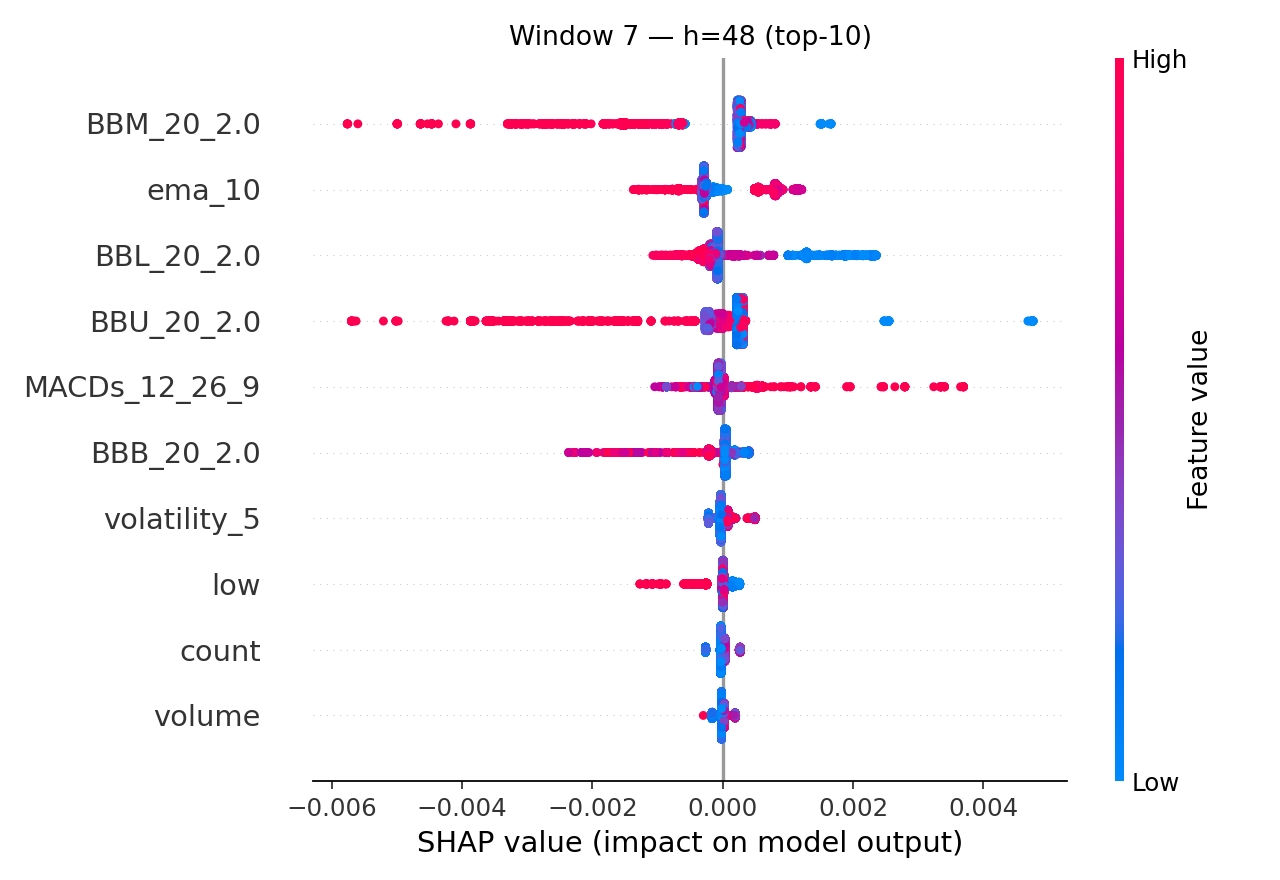 Window 7 — h=48 (top-10)
High
BBM_20_2.0
ema_10
BBL_20_2.0
BBU_20_2.0
MACDs_12_26_9
BBB_20_2.0
volatility_5
low
count
volume
Feature value
Low
−0.006 −0.004 −0.002 0.000 0.002 0.004
SHAP value (impact on model output)